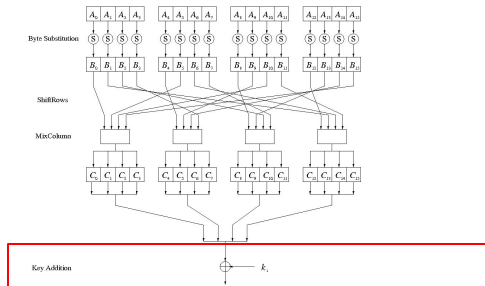 A₀ A₁ A₂ A₃ A₄ A₅ A₆ A₇ A₈ A₉ A₁₀ A₁₁ A₁₂ A₁₃ A₁₄ A₁₅
Byte Substitution S S S S S S S S S S S S S S S S
B₀ B₁ B₂ B₃ B₄ B₅ B₆ B₇ B₈ B₉ B₁₀ B₁₁ B₁₂ B₁₃ B₁₄ B₁₅
ShiftRows
MixColumn
C₀ C₁ C₂ C₃ C₄ C₅ C₆ C₇ C₈ C₉ C₁₀ C₁₁ C₁₂ C₁₃ C₁₄ C₁₅
Key Addition kᵢ